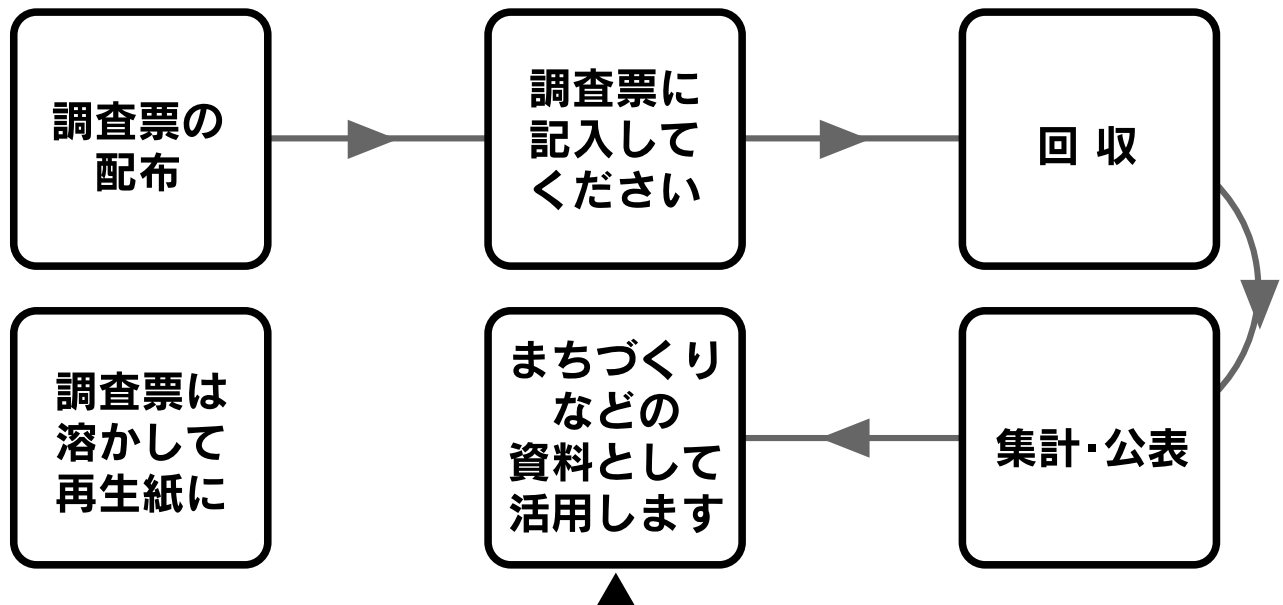 調査票の
配布
調査票に
記入して
ください
回 収
集計・公表
まちづくり
などの
資料として
活用します
調査票は
溶かして
再生紙に